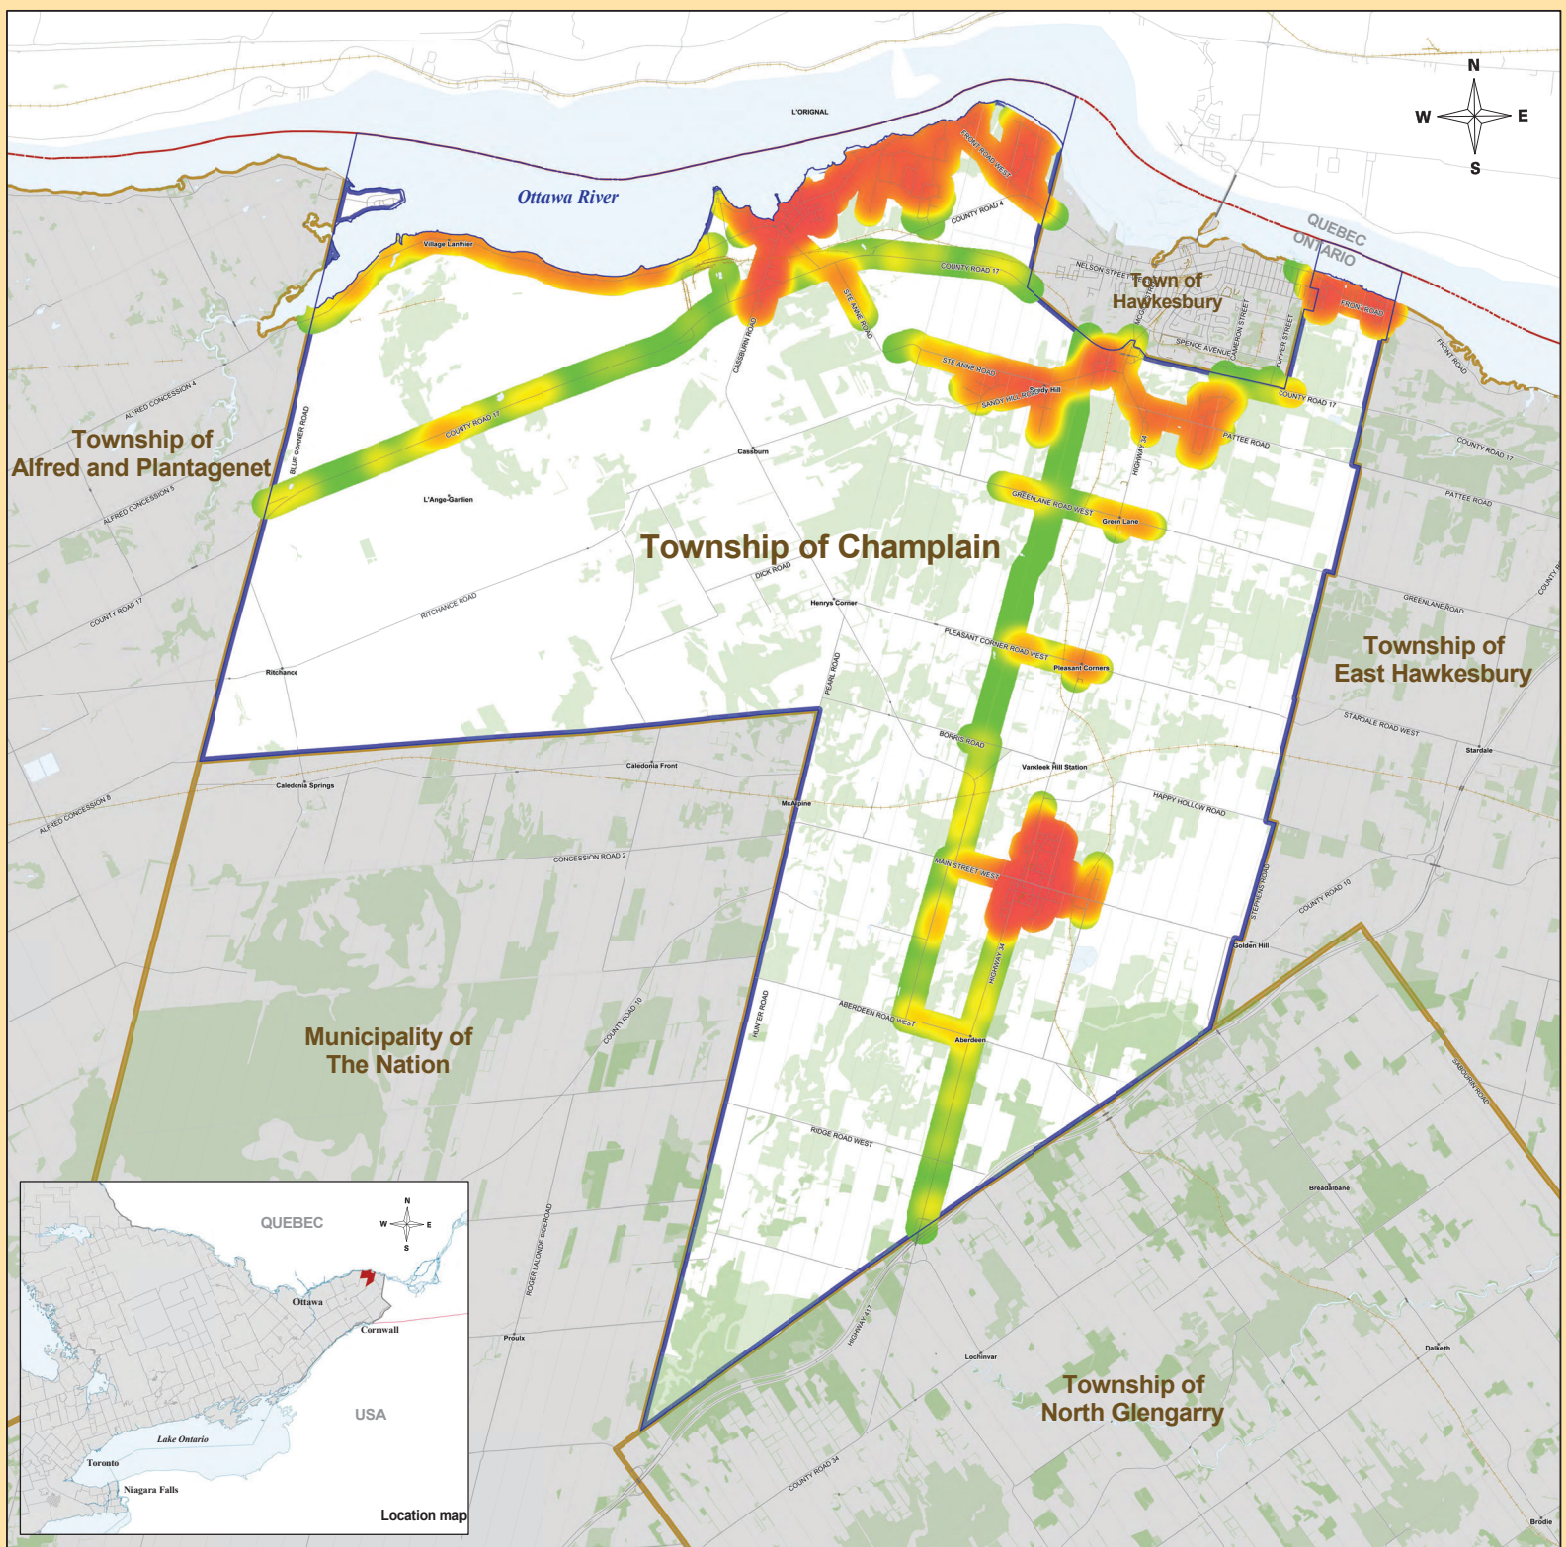 N
W E
S
L'ORIGNAL
Ottawa River
FRONT ROAD WEST
COUNTY ROAD 4
QUEBEC
ONTARIO
Village Lanthier
COUNTY ROAD 17
NELSON STREET
Town of
Hawkesbury
STE ANNE ROAD
CAMERON STREET
SPENCE AVENUE
FRONT ROAD
FRONT ROAD
CASSBURN ROAD
STE ANNE ROAD
SANDY HILL
COUNTY ROAD 17
ALFRED CONCESSION 4
Township of
Alfred and Plantagenet
COUNTY ROAD 17
HIGHWAY 34
PATTEE ROAD
COUNTY ROAD 17
PATTEE ROAD
Cassburn
L'Ange-Gardien
ALFRED CONCESSION 5
GREENLANE ROAD WEST
Green Lane
Township of Champlain
DICK ROAD
RITCHANCE ROAD
Henrys Corner
COUNTY ROAD 17
GREENLANE ROAD
PLEASANT CORNER ROAD WEST
Pleasant Corners
Township of
East Hawkesbury
Ritchance
PEARL ROAD
STARDALE ROAD WEST
Stardale
BORRIS ROAD
Vankleek Hill Station
Caledonia Front
Caledonia Springs
McAlpine
HAPPY HOLLOW ROAD
ALFRED CONCESSION 8
CONCESSION ROAD 2
MAIN STREET WEST
STEPHENS ROAD
COUNTY ROAD 10
Golden Hill
HIGHWAY 34
COUNTY ROAD 10
HUNTER ROAD
ABERDEEN ROAD WEST
Aberdeen
Municipality of
The Nation
SABOURIN ROAD
RIDGE ROAD WEST
Breadalbane
ROGER LALONDE SIDEROAD
HIGHWAY 417
Proulx
Lochinvar
Dalkeith
Township of
North Glengarry
COUNTY ROAD 34
Brodie
QUEBEC
N
W E
S
Ottawa
Cornwall
USA
Lake Ontario
Toronto
Niagara Falls
Location map